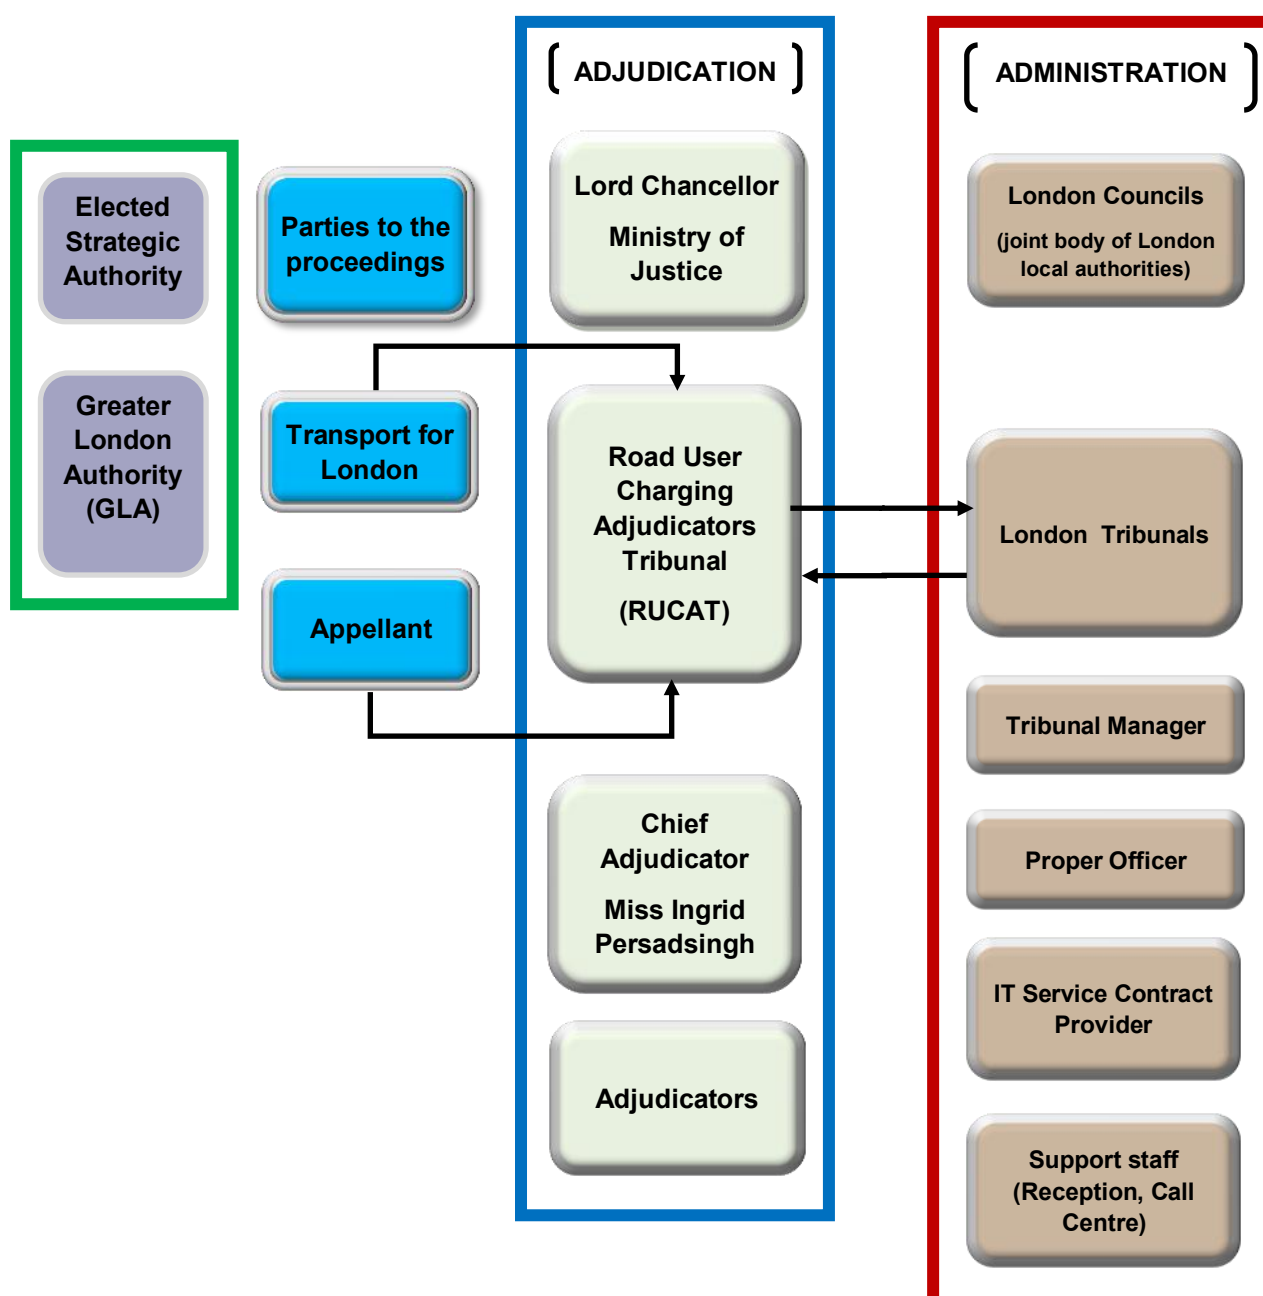 ADJUDICATION
ADMINISTRATION
Elected
Strategic
Authority
Greater
London
Authority
(GLA)
Parties to the
proceedings
Transport for
London
Appellant
Lord Chancellor
Ministry of
Justice
Road User
Charging
Adjudicators
Tribunal
(RUCAT)
Chief
Adjudicator
Miss Ingrid
Persadsingh
Adjudicators
London Councils
(joint body of London
local authorities)
London Tribunals
Tribunal Manager
Proper Officer
IT Service Contract
Provider
Support staff
(Reception, Call
Centre)